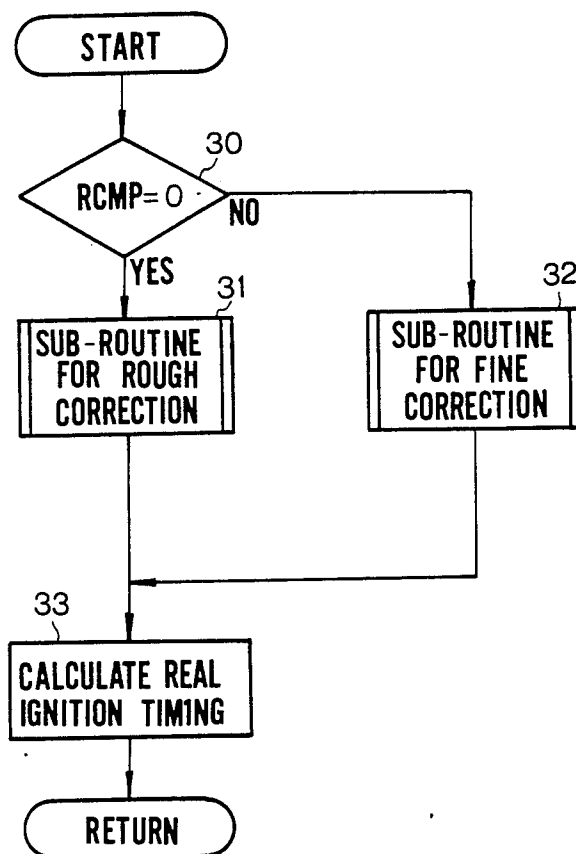 START
30
RCMP=0
NO
YES
31
32
SUB-ROUTINE
FOR ROUGH
CORRECTION
SUB-ROUTINE
FOR FINE
CORRECTION
33
CALCULATE REAL
IGNITION TIMING
RETURN